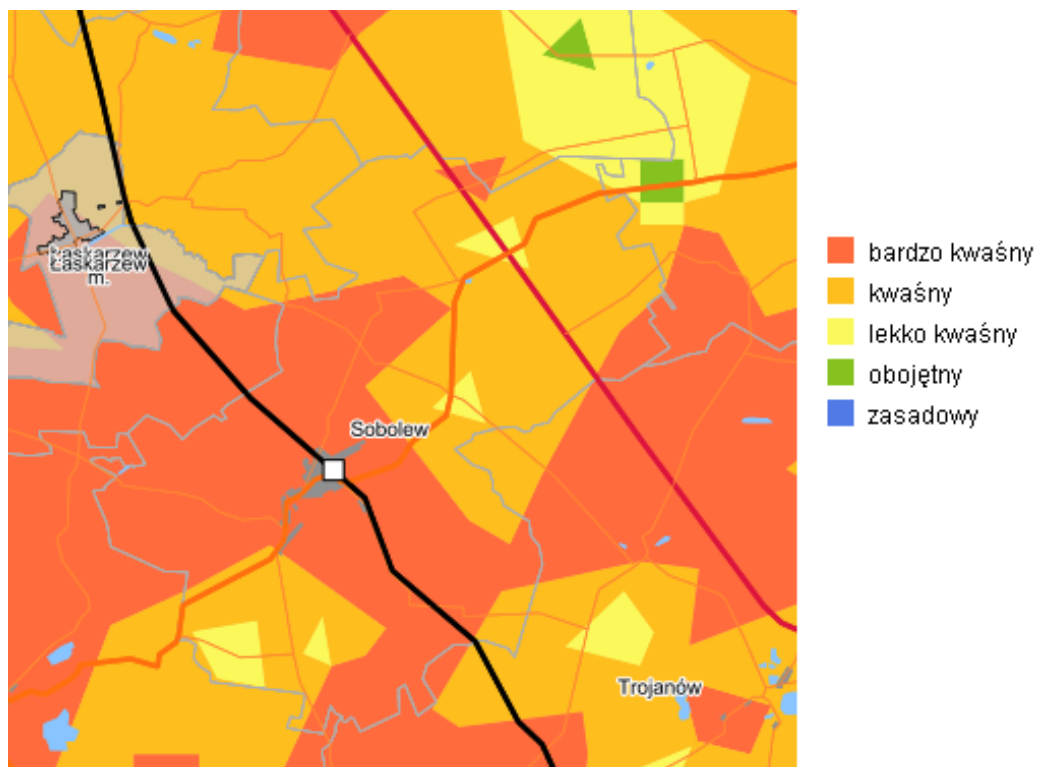 Łaskarzew
Łaskarzew
m.
Sobolew
Trojanów
bardzo kwaśny
kwaśny
lekko kwaśny
obojętny
zasadowy